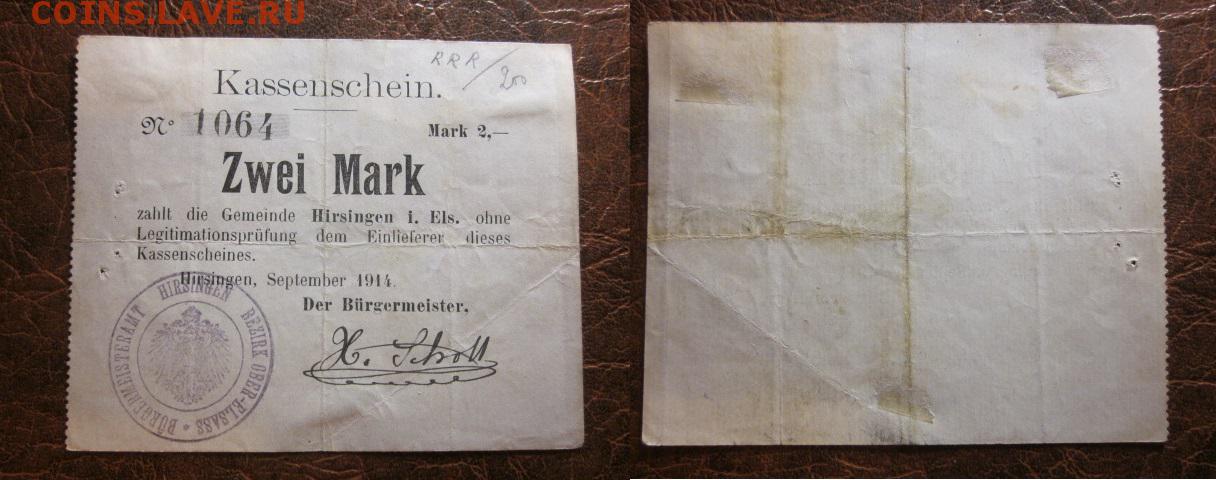 COINS.LAVE.RU
RRR/200
Kassenschein.
№ 1064 Mark 2,—
Zwei Mark
zahlt die Gemeinde Hirsingen i. Els. ohne
Legitimationsprüfung dem Einlieferer dieses
Kassenscheines.
Hirsingen, September 1914.
Der Bürgermeister.
X. Scholl
BÜRGERMEISTERAMT HIRSINGEN BEZIRK OBER-ELSASS *